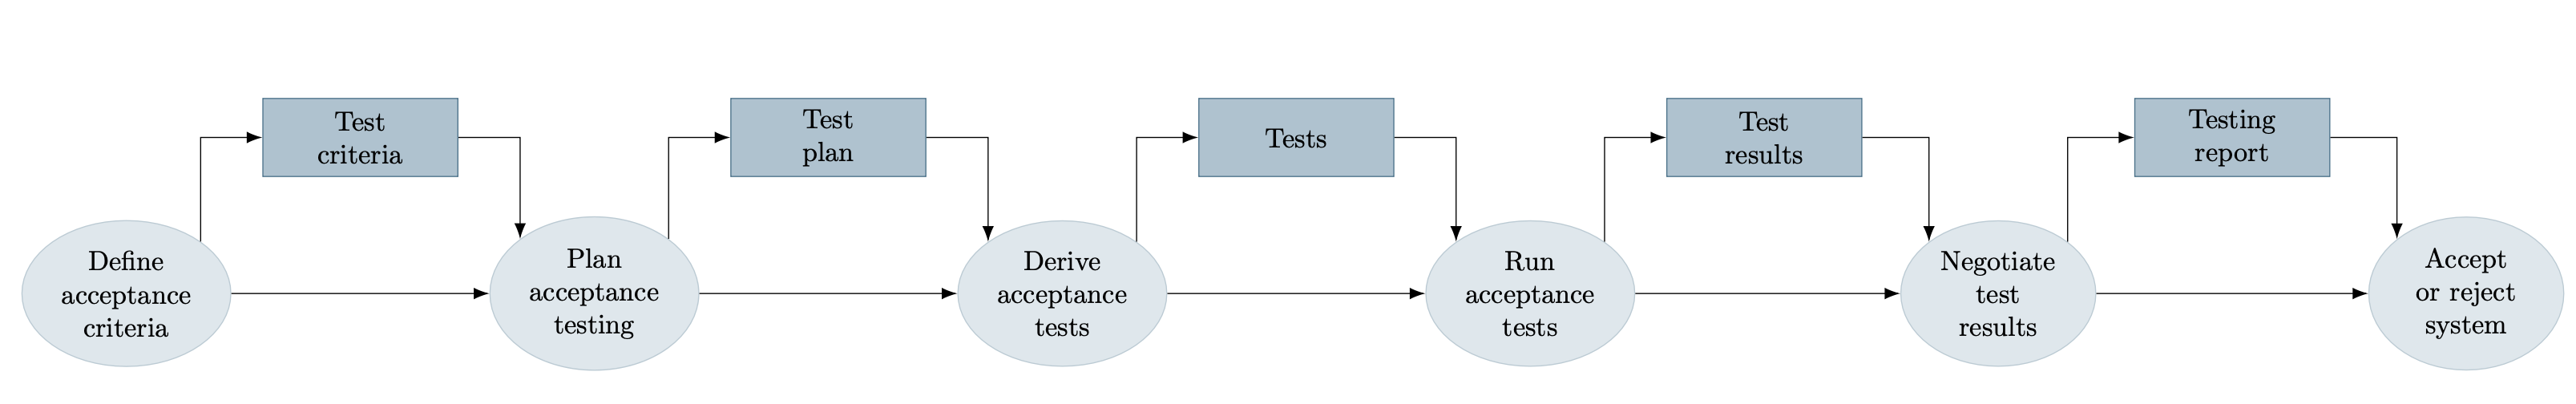 Test
criteria
Test
plan
Tests
Test
results
Testing
report
Define
acceptance
criteria
Plan
acceptance
testing
Derive
acceptance
tests
Run
acceptance
tests
Negotiate
test
results
Accept
or reject
system